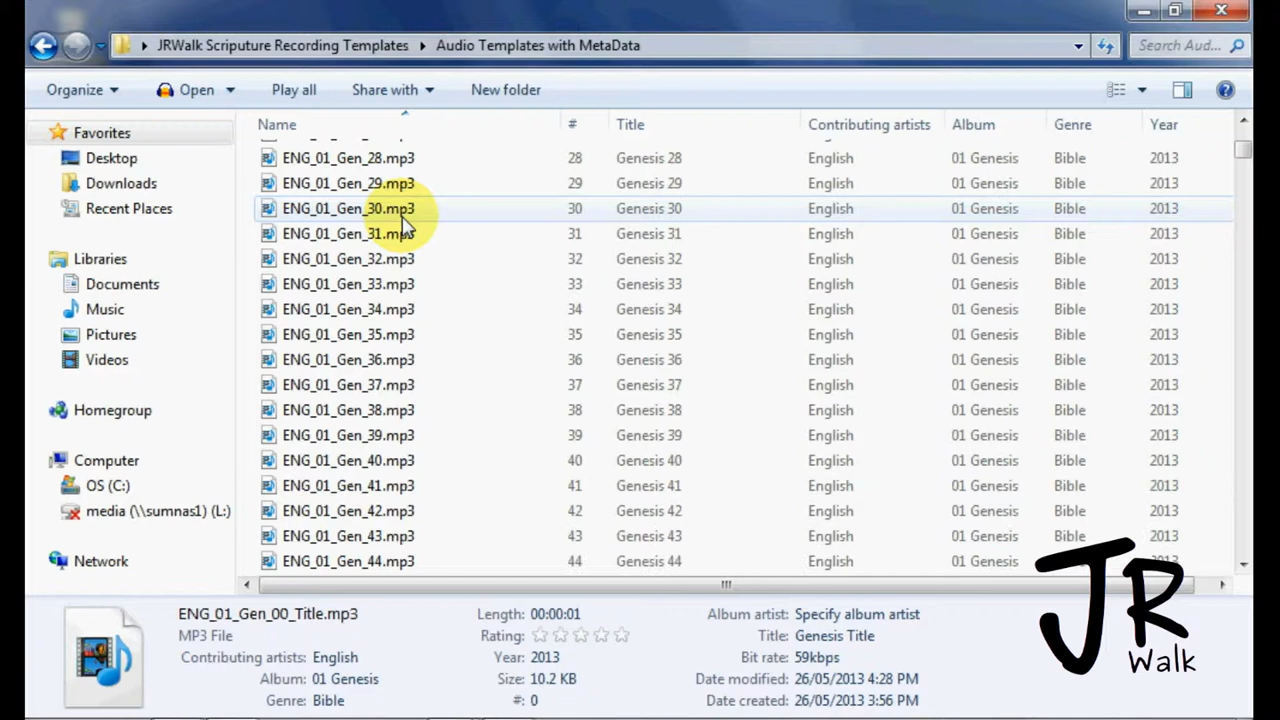 JRWalk Scriputure Recording Templates Audio Templates with MetaData Search Aud...
Organize Open Play all Share with New folder
Name # Title Contributing artists Album Genre Year
Favorites
Desktop
Downloads
Recent Places
Libraries
Documents
Music
Pictures
Videos
Homegroup
Computer
OS (C:)
media (\\sumnas1) (L:)
Network
ENG_01_Gen_28.mp3 28 Genesis 28 English 01 Genesis Bible 2013
ENG_01_Gen_29.mp3 29 Genesis 29 English 01 Genesis Bible 2013
ENG_01_Gen_30.mp3 30 Genesis 30 English 01 Genesis Bible 2013
ENG_01_Gen_31.mp3 31 Genesis 31 English 01 Genesis Bible 2013
ENG_01_Gen_32.mp3 32 Genesis 32 English 01 Genesis Bible 2013
ENG_01_Gen_33.mp3 33 Genesis 33 English 01 Genesis Bible 2013
ENG_01_Gen_34.mp3 34 Genesis 34 English 01 Genesis Bible 2013
ENG_01_Gen_35.mp3 35 Genesis 35 English 01 Genesis Bible 2013
ENG_01_Gen_36.mp3 36 Genesis 36 English 01 Genesis Bible 2013
ENG_01_Gen_37.mp3 37 Genesis 37 English 01 Genesis Bible 2013
ENG_01_Gen_38.mp3 38 Genesis 38 English 01 Genesis Bible 2013
ENG_01_Gen_39.mp3 39 Genesis 39 English 01 Genesis Bible 2013
ENG_01_Gen_40.mp3 40 Genesis 40 English 01 Genesis Bible 2013
ENG_01_Gen_41.mp3 41 Genesis 41 English 01 Genesis Bible 2013
ENG_01_Gen_42.mp3 42 Genesis 42 English 01 Genesis Bible 2013
ENG_01_Gen_43.mp3 43 Genesis 43 English 01 Genesis Bible 2013
ENG_01_Gen_44.mp3 44 Genesis 44 English 01 Genesis Bible 2013
ENG_01_Gen_00_Title.mp3 Length: 00:00:01 Album artist: Specify album artist
MP3 File Rating: Title: Genesis Title
Contributing artists: English Year: 2013 Bit rate: 59kbps
Album: 01 Genesis Size: 10.2 KB Date modified: 26/05/2013 4:28 PM
Genre: Bible #: 0 Date created: 26/05/2013 3:56 PM
JR
Walk